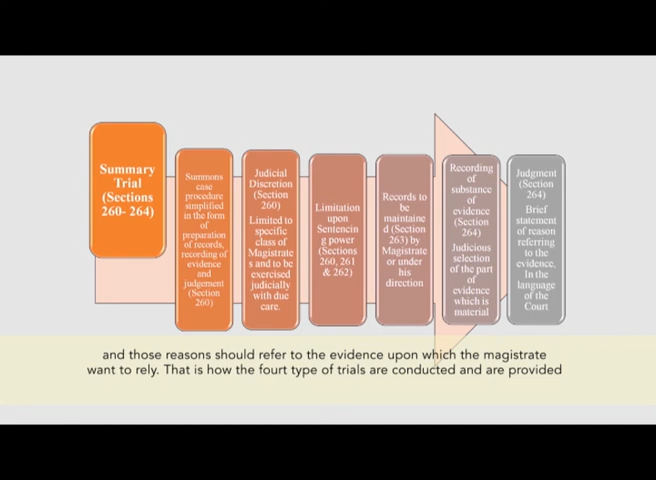 Summary
Trial
(Sections
260- 264)
Summons
case
procedure
simplified
in the form
of
preparation
of records,
recording of
evidence
and
judgement
(Section
260)
Judicial
Discretion
(Section
260)
Limited to
specific
class of
Magistrate
s and to be
exercised
judicially
with due
care.
Limitation
upon
Sentencin
g power
(Sections
260, 261
& 262)
Records to
be
maintaine
d (Section
263) by
Magistrate
or under
his
direction
Recording
of
substance
of
evidence
(Section
264)
Judicious
selection
of the part
of
evidence
which is
material
Judgment
(Section
264)
Brief
statement
of reason
referring
to the
evidence,
In the
language
of the
Court
and those reasons should refer to the evidence upon which the magistrate
want to rely. That is how the fourt type of trials are conducted and are provided